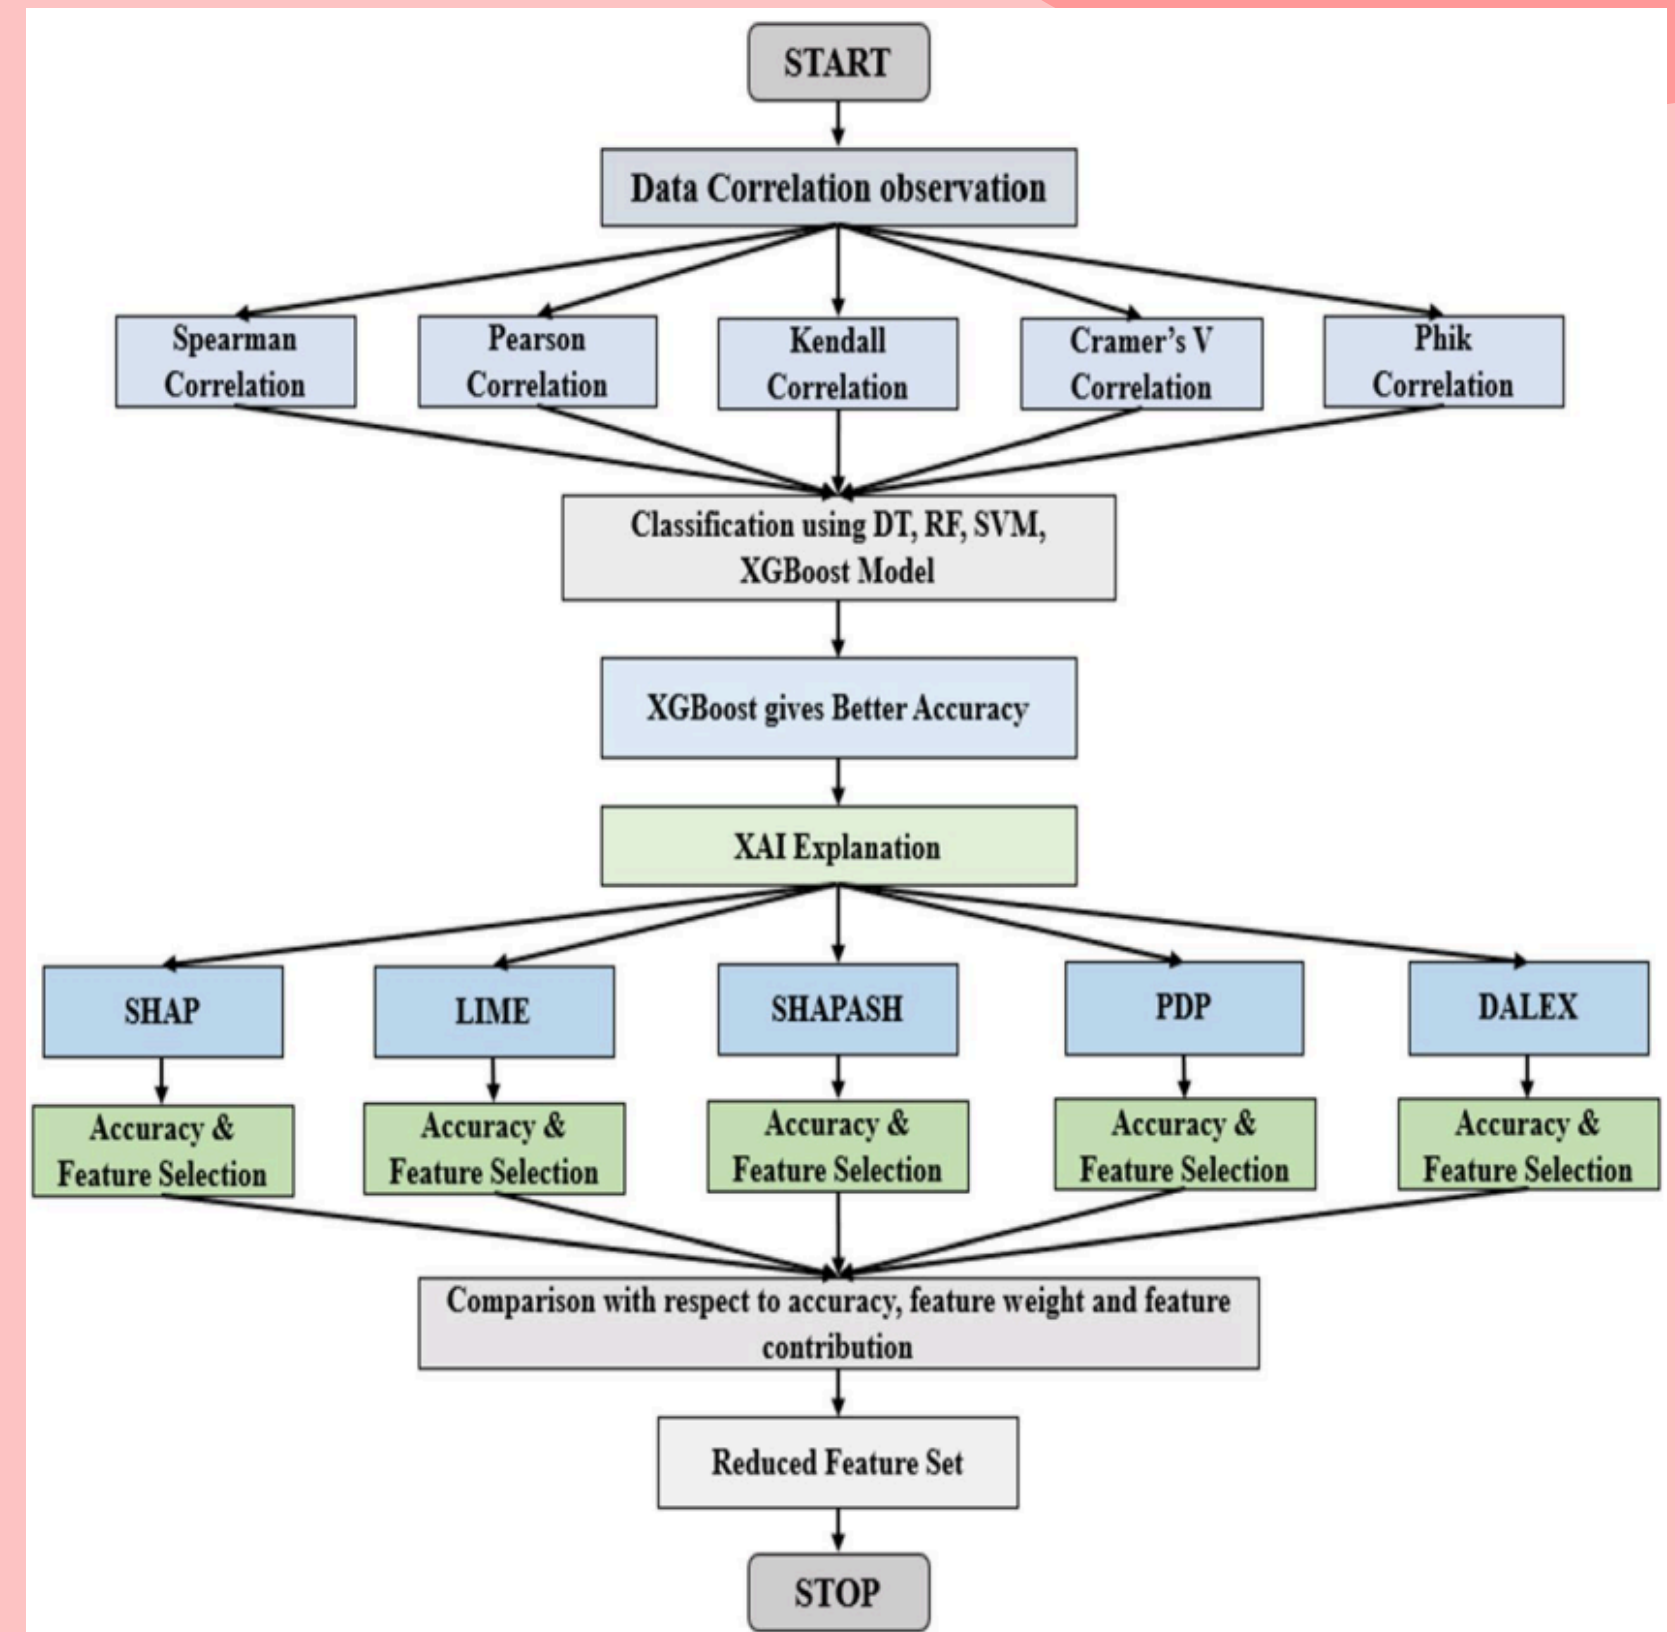 START
Data Correlation observation
Spearman
Correlation
Pearson
Correlation
Kendall
Correlation
Cramer’s V
Correlation
Phik
Correlation
Classification using DT, RF, SVM,
XGBoost Model
XGBoost gives Better Accuracy
XAI Explanation
SHAP
LIME
SHAPASH
PDP
DALEX
Accuracy &
Feature Selection
Accuracy &
Feature Selection
Accuracy &
Feature Selection
Accuracy &
Feature Selection
Accuracy &
Feature Selection
Comparison with respect to accuracy, feature weight and feature
contribution
Reduced Feature Set
STOP